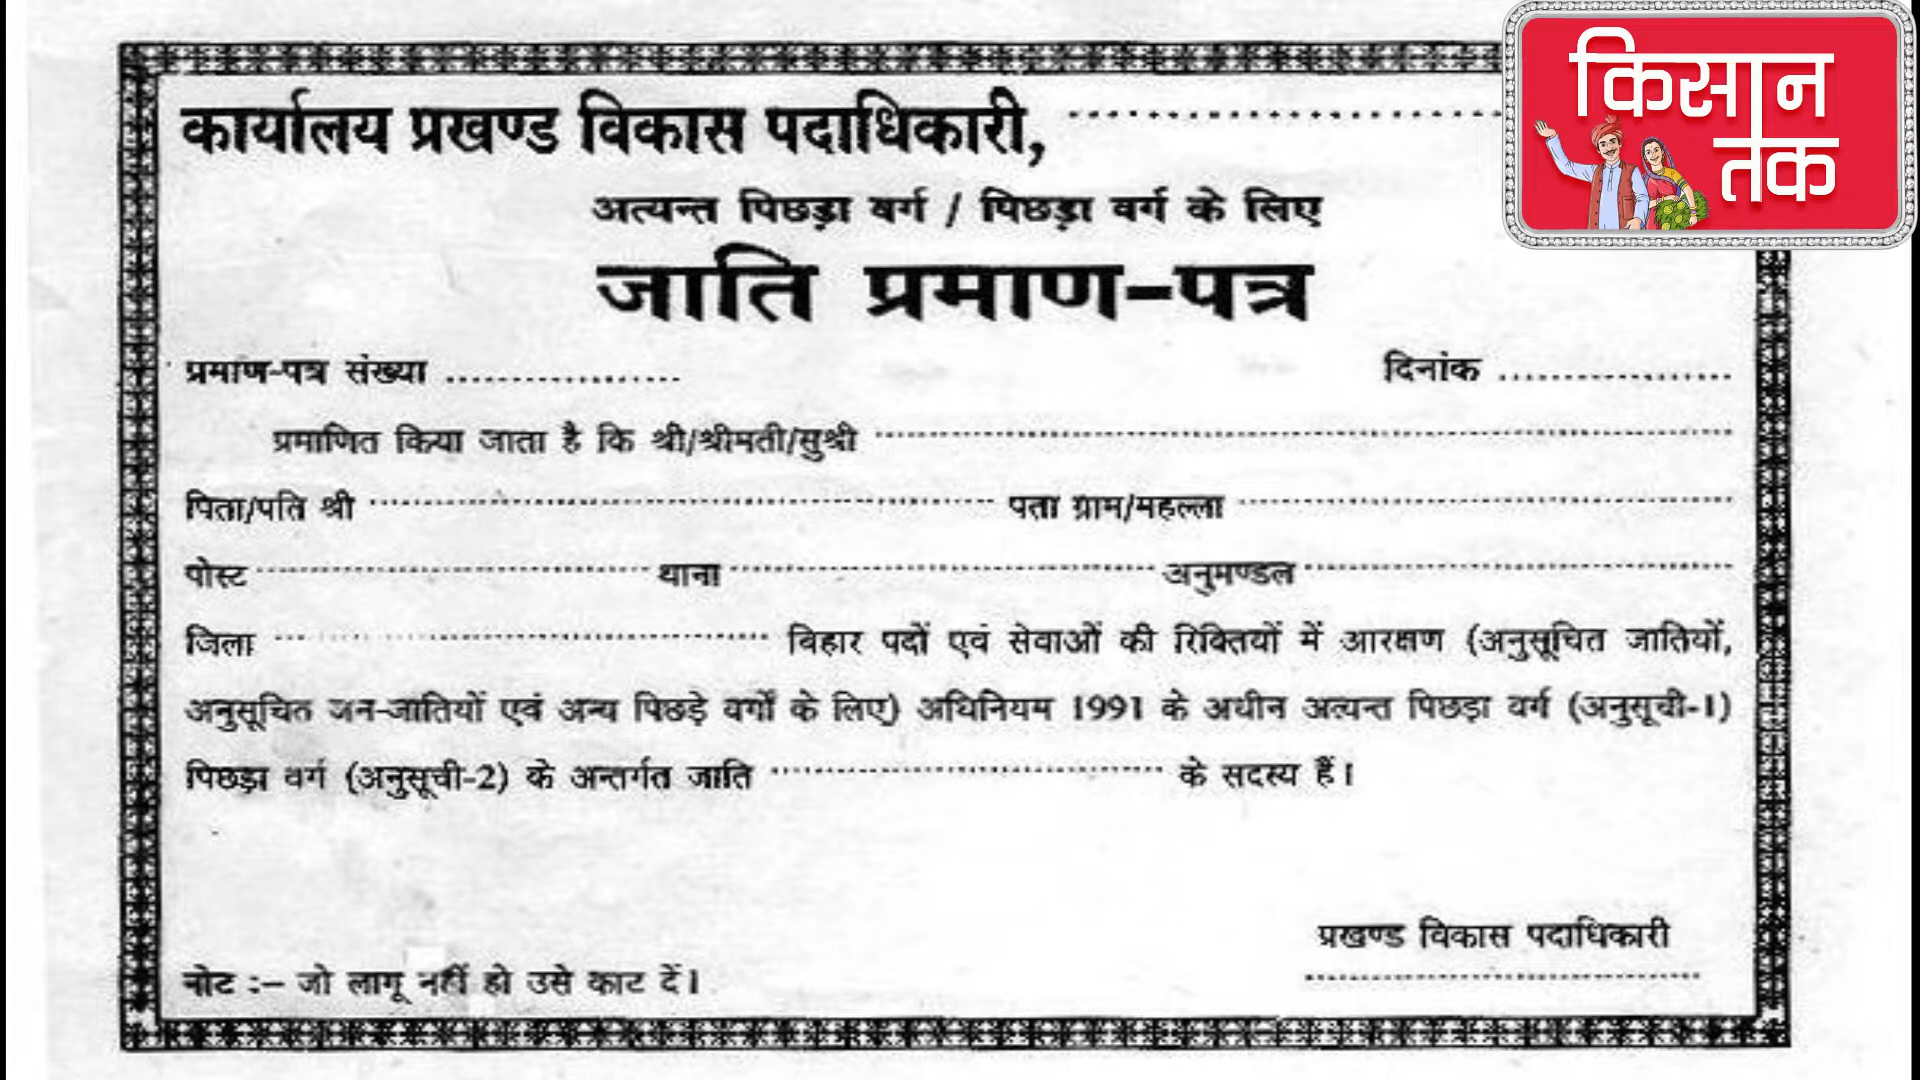 कार्यालय प्रखण्ड विकास पदाधिकारी, ........................
किसान
तक
अत्यन्त पिछड़ा वर्ग / पिछड़ा वर्ग के लिए
जाति प्रमाण-पत्र
प्रमाण-पत्र संख्या ........................ दिनांक ........................
प्रमाणित किया जाता है कि श्री/श्रीमती/सुश्री ........................
पिता/पति श्री ........................ पता ग्राम/महल्ला ........................
पोस्ट ........................ थाना ........................ अनुमण्डल ........................
जिला ........................ विहार पदों एवं सेवाओं की रिक्तियों में आरक्षण (अनुसूचित जातियों,
अनुसूचित जन-जातियों एवं अन्य पिछड़े वर्गों के लिए) अधिनियम 1991 के अधीन अत्यन्त पिछड़ा वर्ग (अनुसूची-1)
पिछड़ा वर्ग (अनुसूची-2) के अन्तर्गत जाति ........................ के सदस्य हैं।
प्रखण्ड विकास पदाधिकारी
........................
नोट :– जो लागू नहीं हो उसे काट दें।